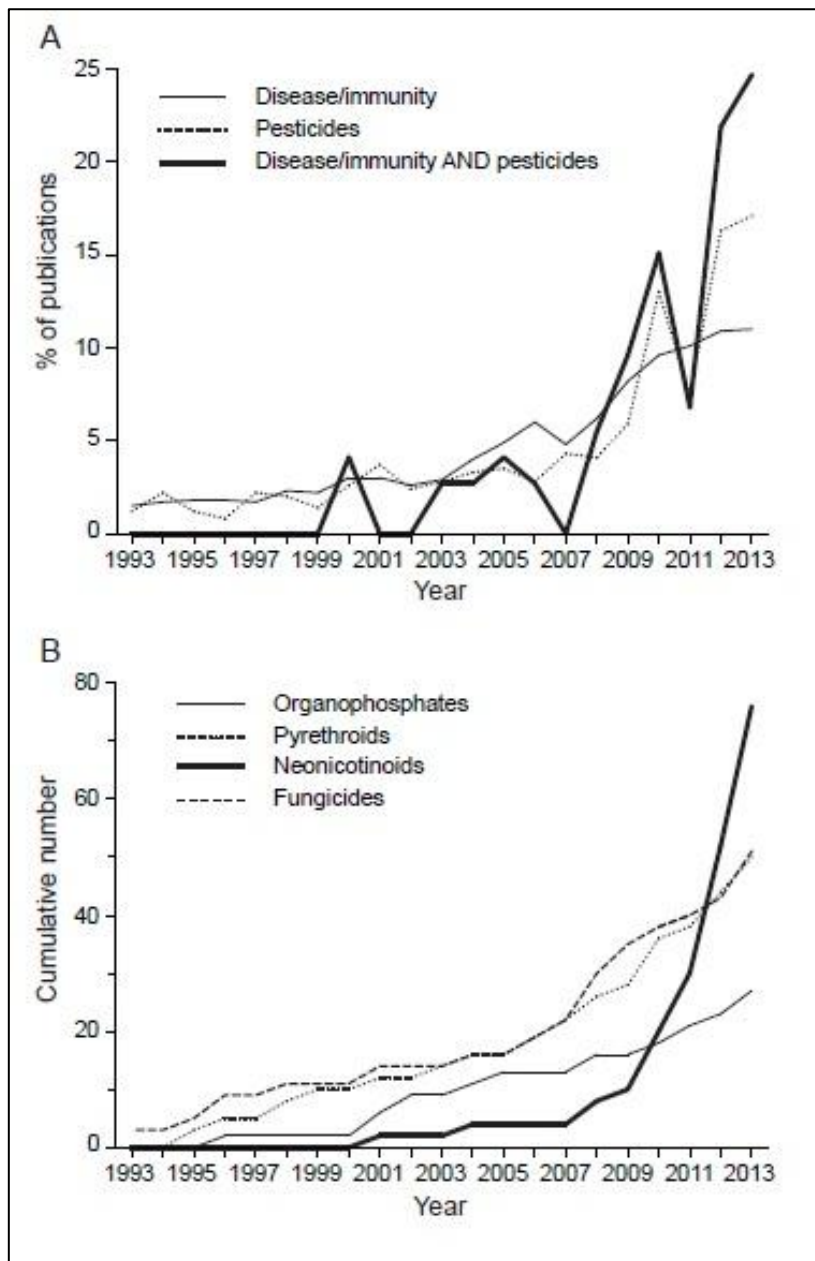 A
25
20
15
10
5
0
% of publications
Disease/immunity
Pesticides
Disease/immunity AND pesticides
1993 1995 1997 1999 2001 2003 2005 2007 2009 2011 2013
Year
B
80
60
40
20
0
Cumulative number
Organophosphates
Pyrethroids
Neonicotinoids
Fungicides
1993 1995 1997 1999 2001 2003 2005 2007 2009 2011 2013
Year